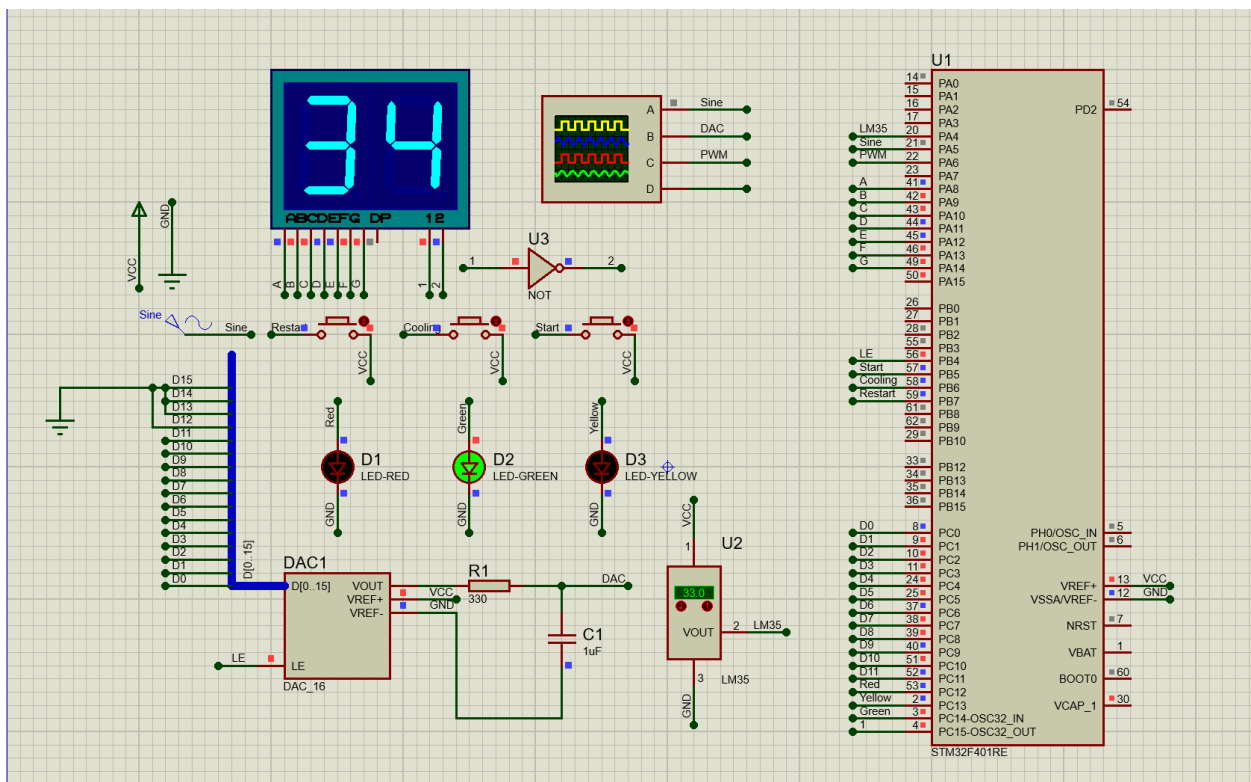 U1
34
ABCDEFG DP
12
A
B
C
D
E
F
G
1
2
A
B
C
D
Sine
DAC
PWM
U3
1
2
NOT
VCC
GND
Sine
Sine
Restart
VCC
Cooling
VCC
Start
VCC
Red
D1
LED-RED
GND
Green
D2
LED-GREEN
GND
Yellow
D3
LED-YELLOW
GND
D15
D14
D13
D12
D11
D10
D9
D8
D7
D6
D5
D4
D3
D2
D1
D0
D[0..15]
DAC1
D[0..15]
VOUT
VREF+
VREF-
LE
LE
DAC_16
VCC
GND
R1
330
DAC
C1
1uF
U2
VCC
1
33.0
VOUT
2
LM35
3
LM35
GND
14 PA0
15 PA1
16 PA2
17 PA3
LM35 20 PA4
Sine 21 PA5
PWM 22 PA6
23 PA7
A 41 PA8
B 42 PA9
C 43 PA10
D 44 PA11
E 45 PA12
F 46 PA13
G 49 PA14
50 PA15
26 PB0
27 PB1
28 PB2
55 PB3
LE 56 PB4
Start 57 PB5
Cooling 58 PB6
Restart 59 PB7
61 PB8
62 PB9
29 PB10
33 PB12
34 PB13
35 PB14
36 PB15
D0 8 PC0
D1 9 PC1
D2 10 PC2
D3 11 PC3
D4 24 PC4
D5 25 PC5
D6 37 PC6
D7 38 PC7
D8 39 PC8
D9 40 PC9
D10 51 PC10
D11 52 PC11
Red 53 PC12
Yellow 2 PC13
Green 3 PC14-OSC32_IN
1 4 PC15-OSC32_OUT
PD2 54
PH0/OSC_IN 5
PH1/OSC_OUT 6
VREF+ 13 VCC
VSSA/VREF- 12 GND
NRST 7
VBAT 1
BOOT0 60
VCAP_1 30
STM32F401RE